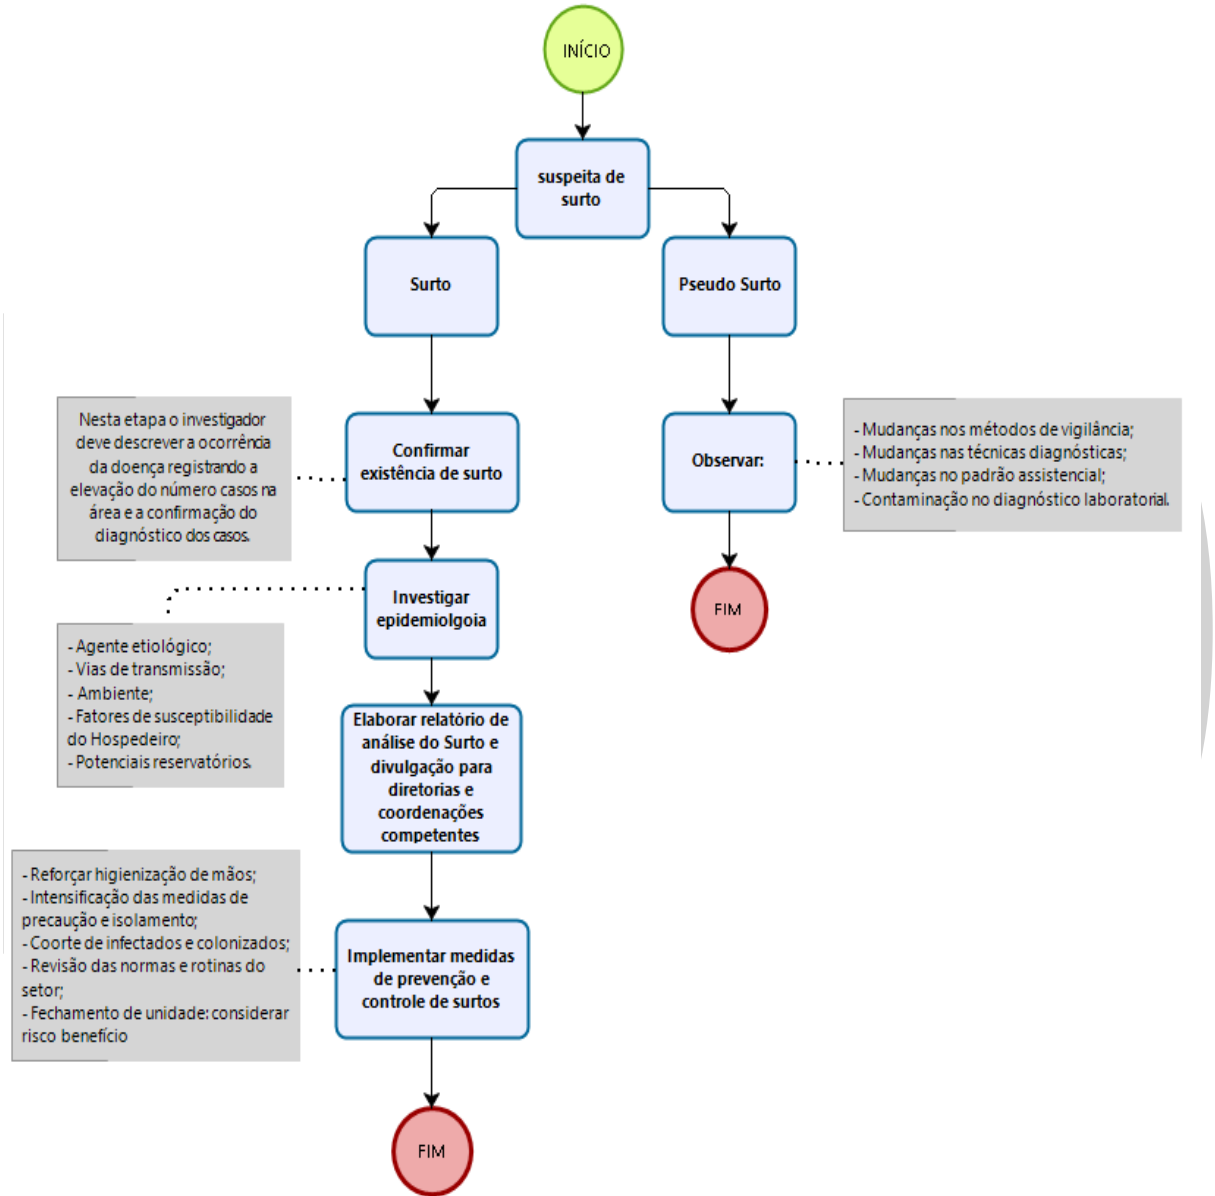 INÍCIO
suspeita de
surto
Surto
Pseudo Surto
Nesta etapa o investigador
deve descrever a ocorrência
da doença registrando a
elevação do número casos na
área e a confirmação do
diagnóstico dos casos.
Confirmar
existência de surto
Observar:
- Mudanças nos métodos de vigilância;
- Mudanças nas técnicas diagnósticas;
- Mudanças no padrão assistencial;
- Contaminação no diagnóstico laboratorial.
Investigar
epidemiolgoia
FIM
- Agente etiológico;
- Vias de transmissão;
- Ambiente;
- Fatores de susceptibilidade
do Hospedeiro;
- Potenciais reservatórios.
Elaborar relatório de
análise do Surto e
divulgação para
diretorias e
coordenações
competentes
- Reforçar higienização de mãos;
- Intensificação das medidas de
precaução e isolamento;
- Coorte de infectados e colonizados;
- Revisão das normas e rotinas do
setor;
- Fechamento de unidade: considerar
risco benefício
Implementar medidas
de prevenção e
controle de surtos
FIM